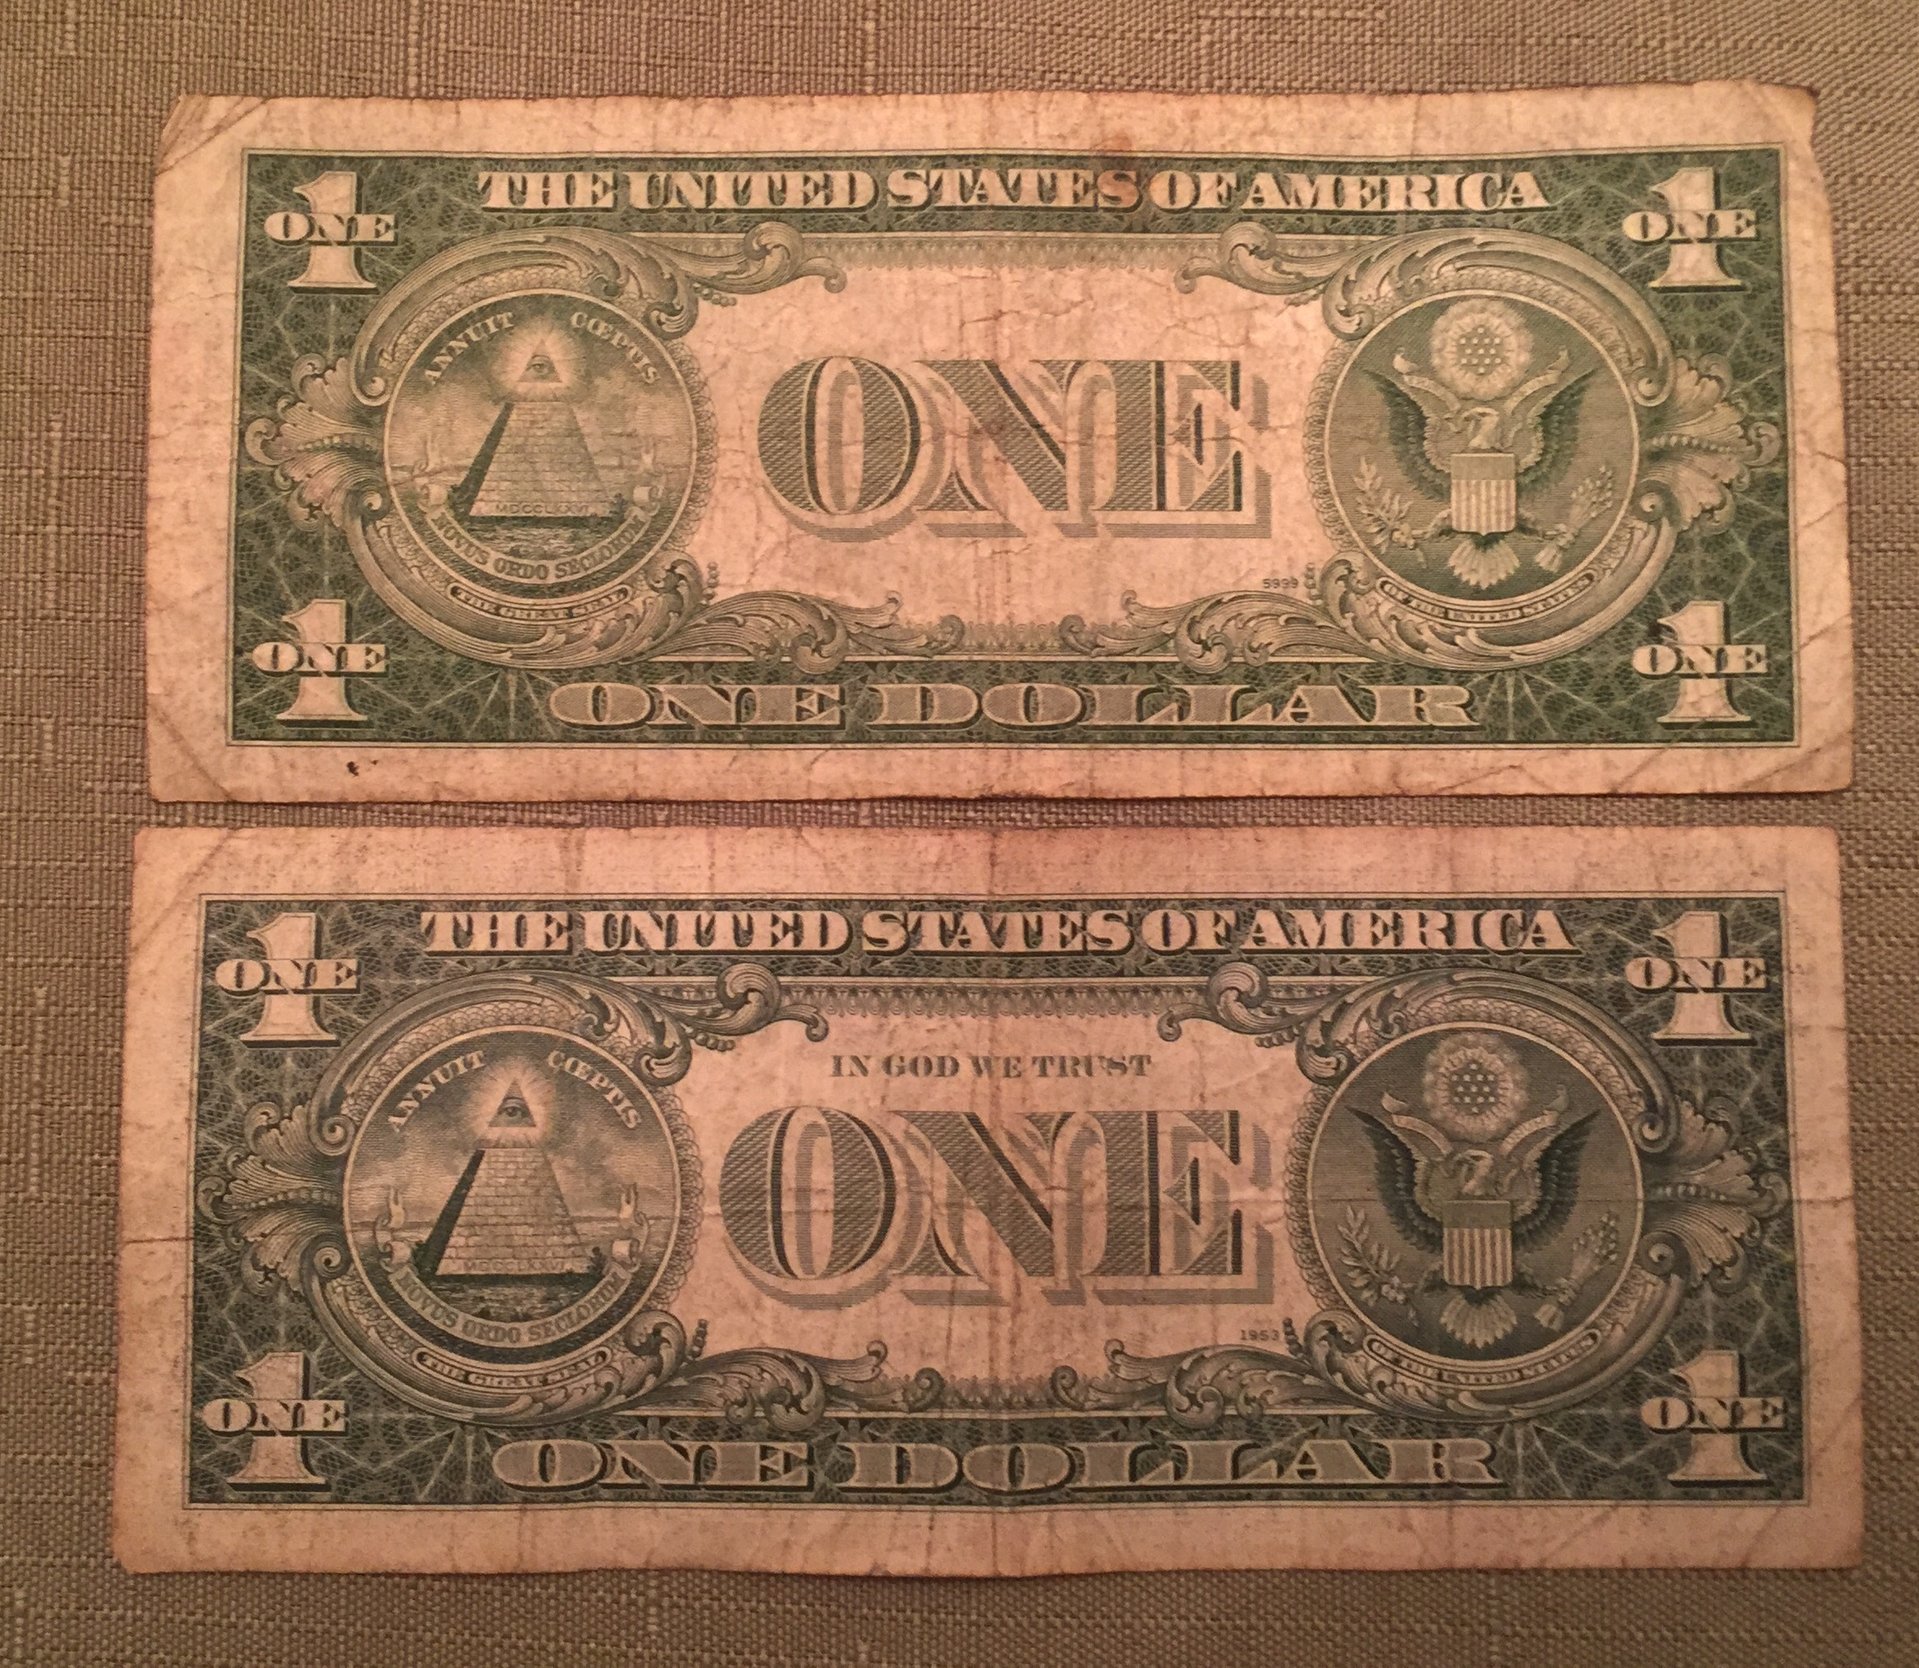 THE UNITED STATES OF AMERICA
1 ONE
1 ONE
ANNUIT CŒPTIS
ONE
MDCCLXXVI
NOVUS ORDO SECLORUM
5999
THE GREAT SEAL
OF THE UNITED STATES
1 ONE
1 ONE
ONE DOLLAR
THE UNITED STATES OF AMERICA
1 ONE
1 ONE
IN GOD WE TRUST
ANNUIT CŒPTIS
ONE
MDCCLXXVI
NOVUS ORDO SECLORUM
1953
THE GREAT SEAL
OF THE UNITED STATES
1 ONE
1 ONE
ONE DOLLAR